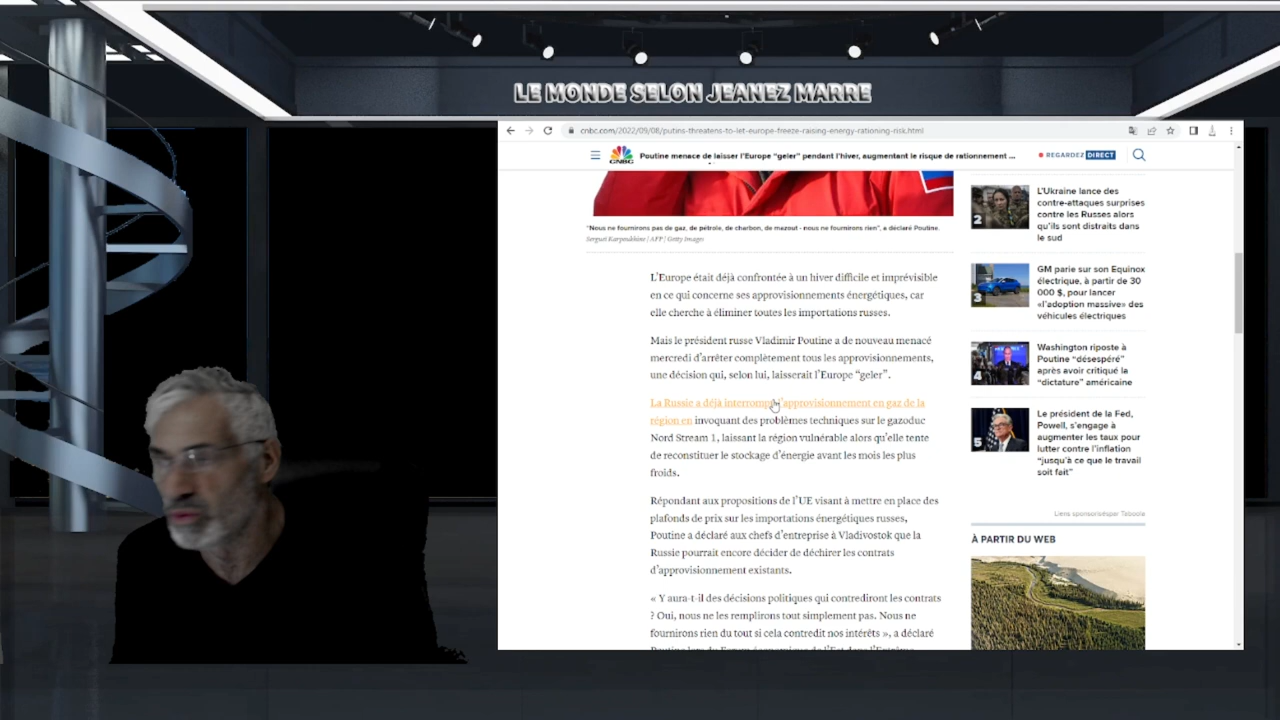 LE MONDE SELON JEANEZ MARRE
cnbc.com/2022/09/08/putins-threatens-to-let-europe-freeze-raising-energy-rationing-risk.html
CNBC
Poutine menace de laisser l'Europe "geler" pendant l'hiver, augmentant le risque de rationnement ...
REGARDEZ DIRECT
"Nous ne fournirons pas de gaz, de pétrole, de charbon, de mazout - nous ne fournirons rien", a déclaré Poutine.
Sergueï Karpoukhine | AFP | Getty Images
L'Europe était déjà confrontée à un hiver difficile et imprévisible
en ce qui concerne ses approvisionnements énergétiques, car
elle cherche à éliminer toutes les importations russes.
Mais le président russe Vladimir Poutine a de nouveau menacé
mercredi d'arrêter complètement tous les approvisionnements,
une décision qui, selon lui, laisserait l'Europe "geler".
La Russie a déjà interrompu l'approvisionnement en gaz de la
région en invoquant des problèmes techniques sur le gazoduc
Nord Stream 1, laissant la région vulnérable alors qu'elle tente
de reconstituer le stockage d'énergie avant les mois les plus
froids.
Répondant aux propositions de l'UE visant à mettre en place des
plafonds de prix sur les importations énergétiques russes,
Poutine a déclaré aux chefs d'entreprise à Vladivostok que la
Russie pourrait encore décider de déchirer les contrats
d'approvisionnement existants.
« Y aura-t-il des décisions politiques qui contrediront les contrats
? Oui, nous ne les remplirons tout simplement pas. Nous ne
fournirons rien du tout si cela contredit nos intérêts », a déclaré
2
L'Ukraine lance des
contre-attaques surprises
contre les Russes alors
qu'ils sont distraits dans
le sud
3
GM parie sur son Equinox
électrique, à partir de 30
000 $, pour lancer
«l'adoption massive» des
véhicules électriques
4
Washington riposte à
Poutine "désespéré"
après avoir critiqué la
"dictature" américaine
5
Le président de la Fed,
Powell, s'engage à
augmenter les taux pour
lutter contre l'inflation
"jusqu'à ce que le travail
soit fait"
Liens sponsorisés par Taboola
À PARTIR DU WEB